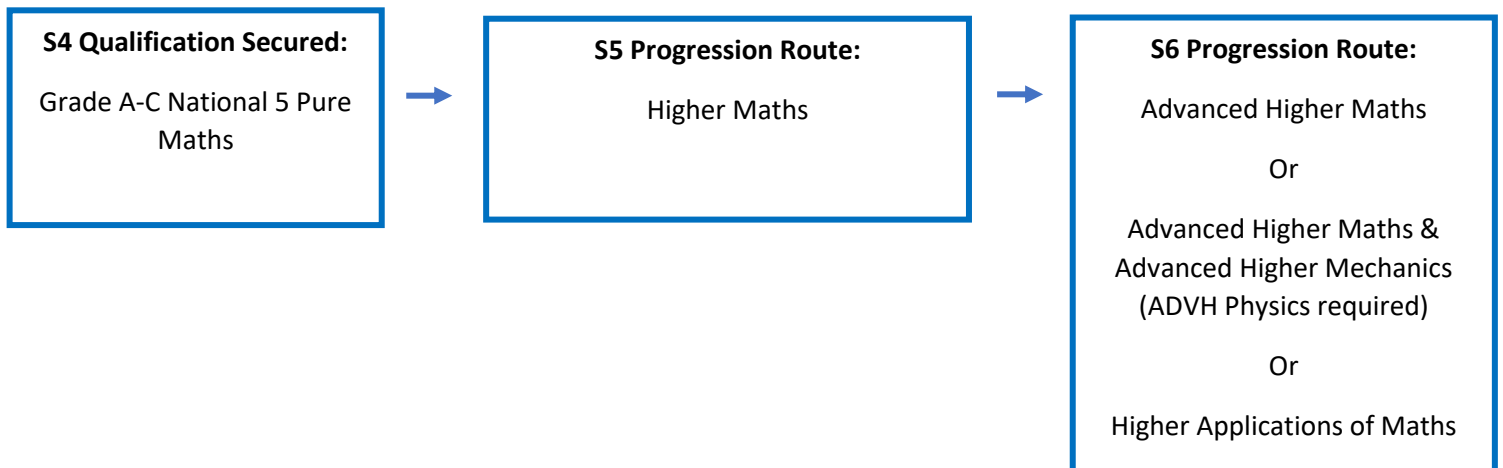 S4 Qualification Secured:
Grade A-C National 5 Pure
Maths
S5 Progression Route:
Higher Maths
S6 Progression Route:
Advanced Higher Maths
Or
Advanced Higher Maths &
Advanced Higher Mechanics
(ADVH Physics required)
Or
Higher Applications of Maths